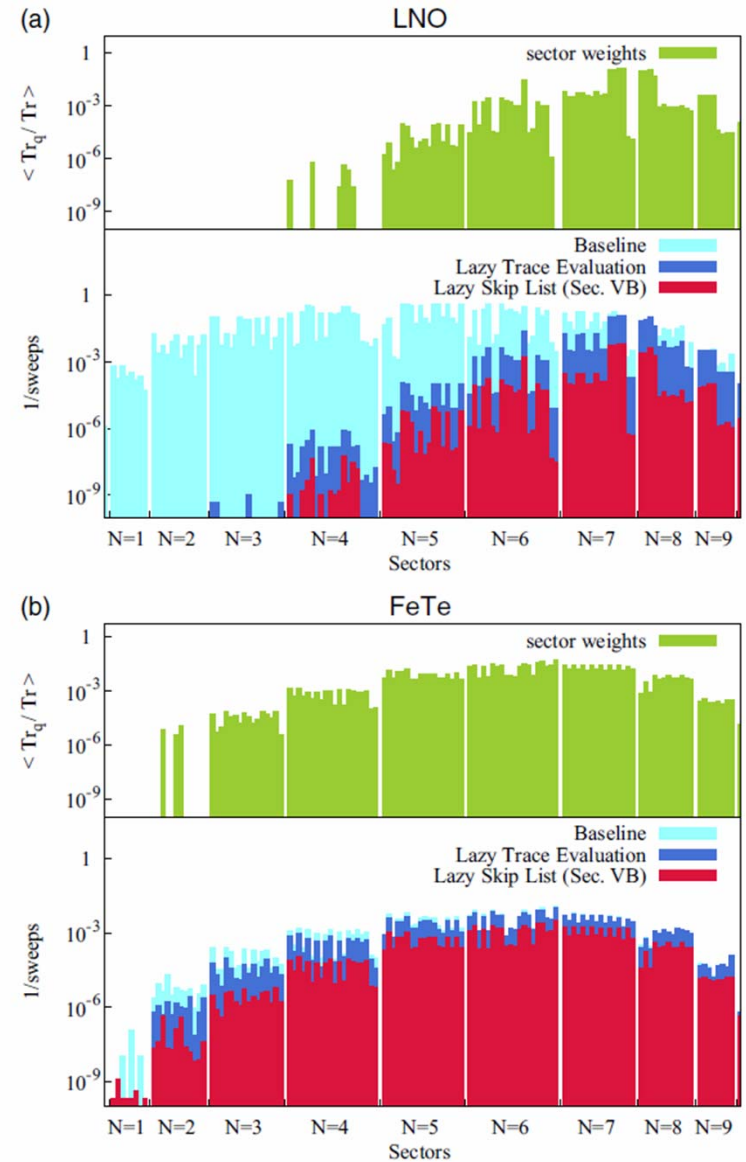 (a) LNO
sector weights
< Tr_q / Tr >
1
10^-3
10^-6
10^-9
Baseline
Lazy Trace Evaluation
Lazy Skip List (Sec. VB)
1/sweeps
1
10^-3
10^-6
10^-9
N=1 N=2 N=3 N=4 N=5 N=6 N=7 N=8 N=9
Sectors
(b) FeTe
sector weights
< Tr_q / Tr >
1
10^-3
10^-6
10^-9
Baseline
Lazy Trace Evaluation
Lazy Skip List (Sec. VB)
1/sweeps
1
10^-3
10^-6
10^-9
N=1 N=2 N=3 N=4 N=5 N=6 N=7 N=8 N=9
Sectors